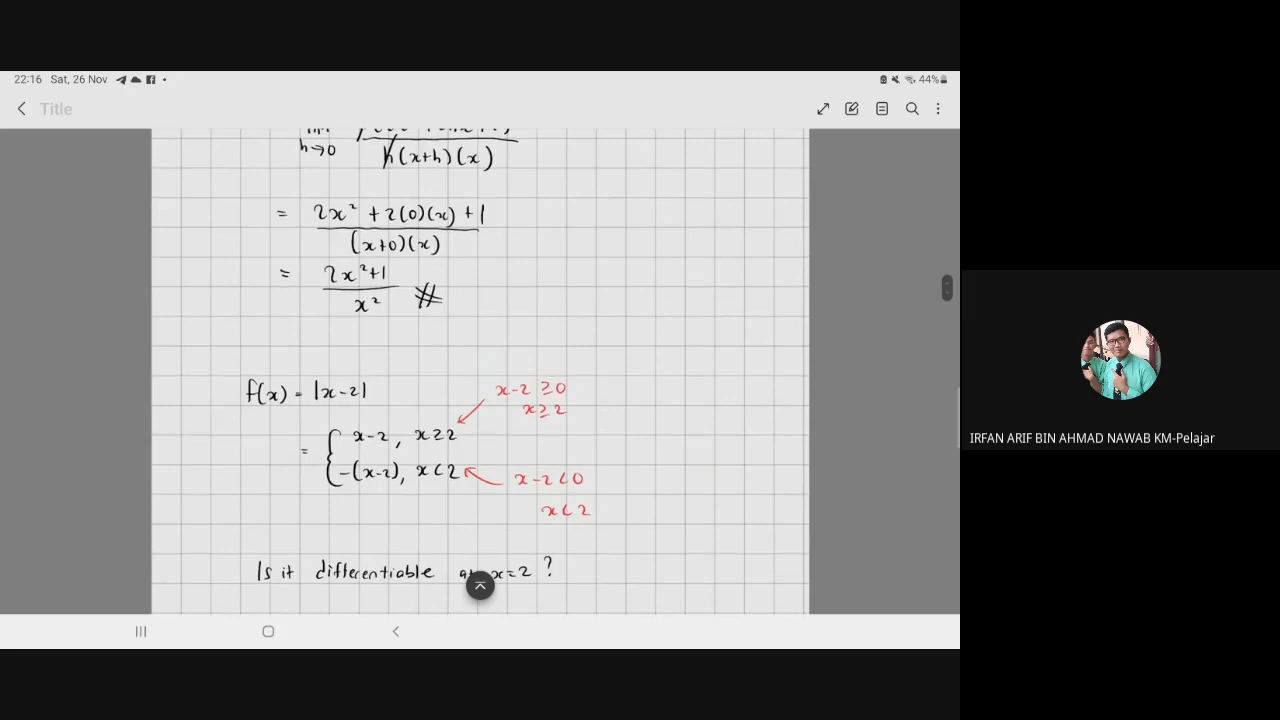 22:16 Sat, 26 Nov
44%
Title
h→0
h(x+h)(x)
= 2x² + 2(0)(x) + 1
(x+0)(x)
= 2x²+1
x² #
f(x) = |x-2|
x-2 ≥0
x≥2
= { x-2, x≥2
-(x-2), x<2
x-2<0
x<2
Is it differentiable x=2 ?
IRFAN ARIF BIN AHMAD NAWAB KM-Pelajar